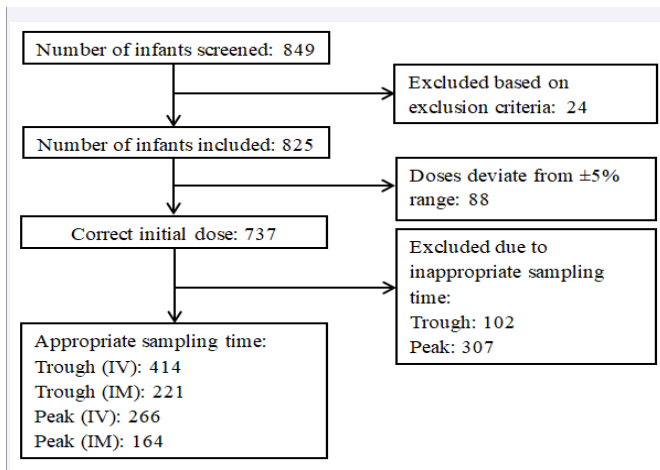 Number of infants screened: 849
Excluded based on
exclusion criteria: 24
Number of infants included: 825
Doses deviate from ±5%
range: 88
Correct initial dose: 737
Excluded due to
inappropriate sampling
time:
Trough: 102
Peak: 307
Appropriate sampling time:
Trough (IV): 414
Trough (IM): 221
Peak (IV): 266
Peak (IM): 164